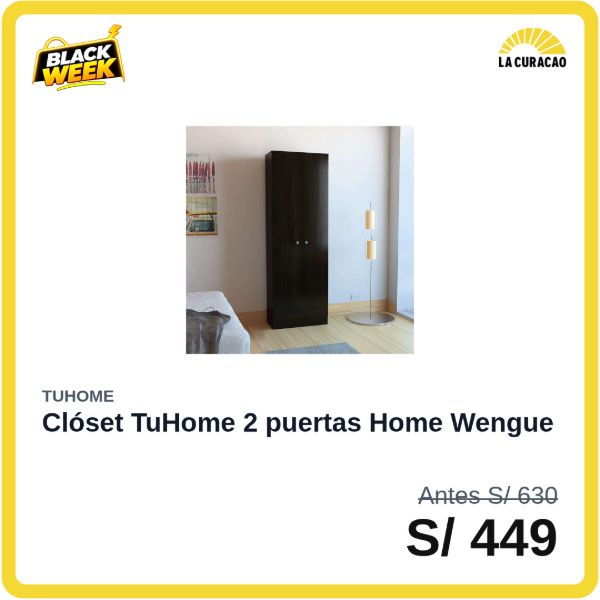 BLACK
WEEK
LA CURACAO
TUHOME
Clóset TuHome 2 puertas Home Wengue
Antes S/ 630
S/ 449